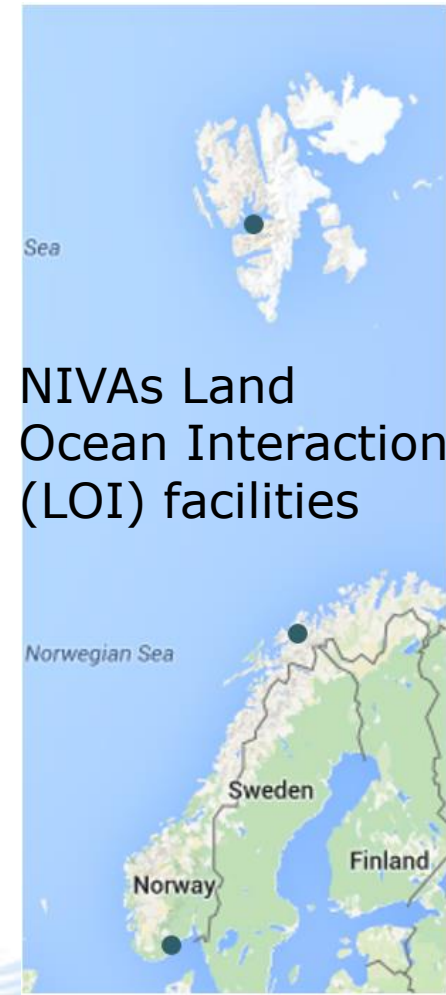 Sea
NIVAs Land
Ocean Interaction
(LOI) facilities
Norwegian Sea
Sweden
Finland
Norway